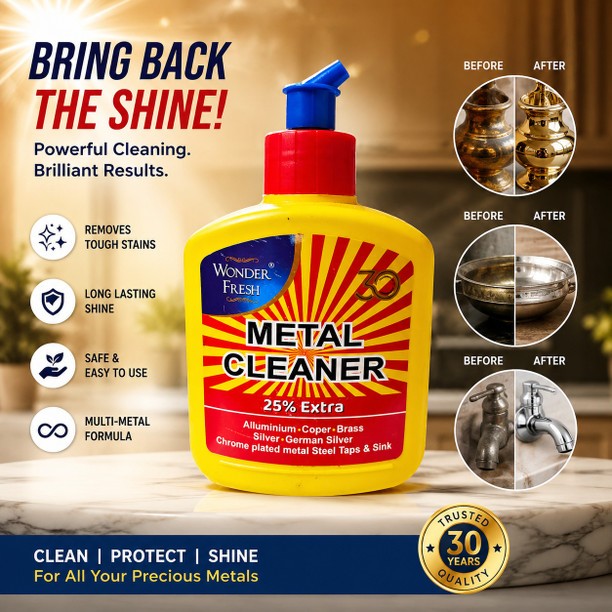 BRING BACK
THE SHINE!
Powerful Cleaning.
Brilliant Results.
REMOVES
TOUGH STAINS
LONG LASTING
SHINE
SAFE &
EASY TO USE
MULTI-METAL
FORMULA
BEFORE AFTER
BEFORE AFTER
BEFORE AFTER
WONDER®
FRESH
30
METAL
CLEANER
25% Extra
Alluminium•Coper•Brass
Silver•German Silver
Chrome plated metal Steel Taps & Sink
CLEAN | PROTECT | SHINE
For All Your Precious Metals
TRUSTED
30
YEARS
QUALITY